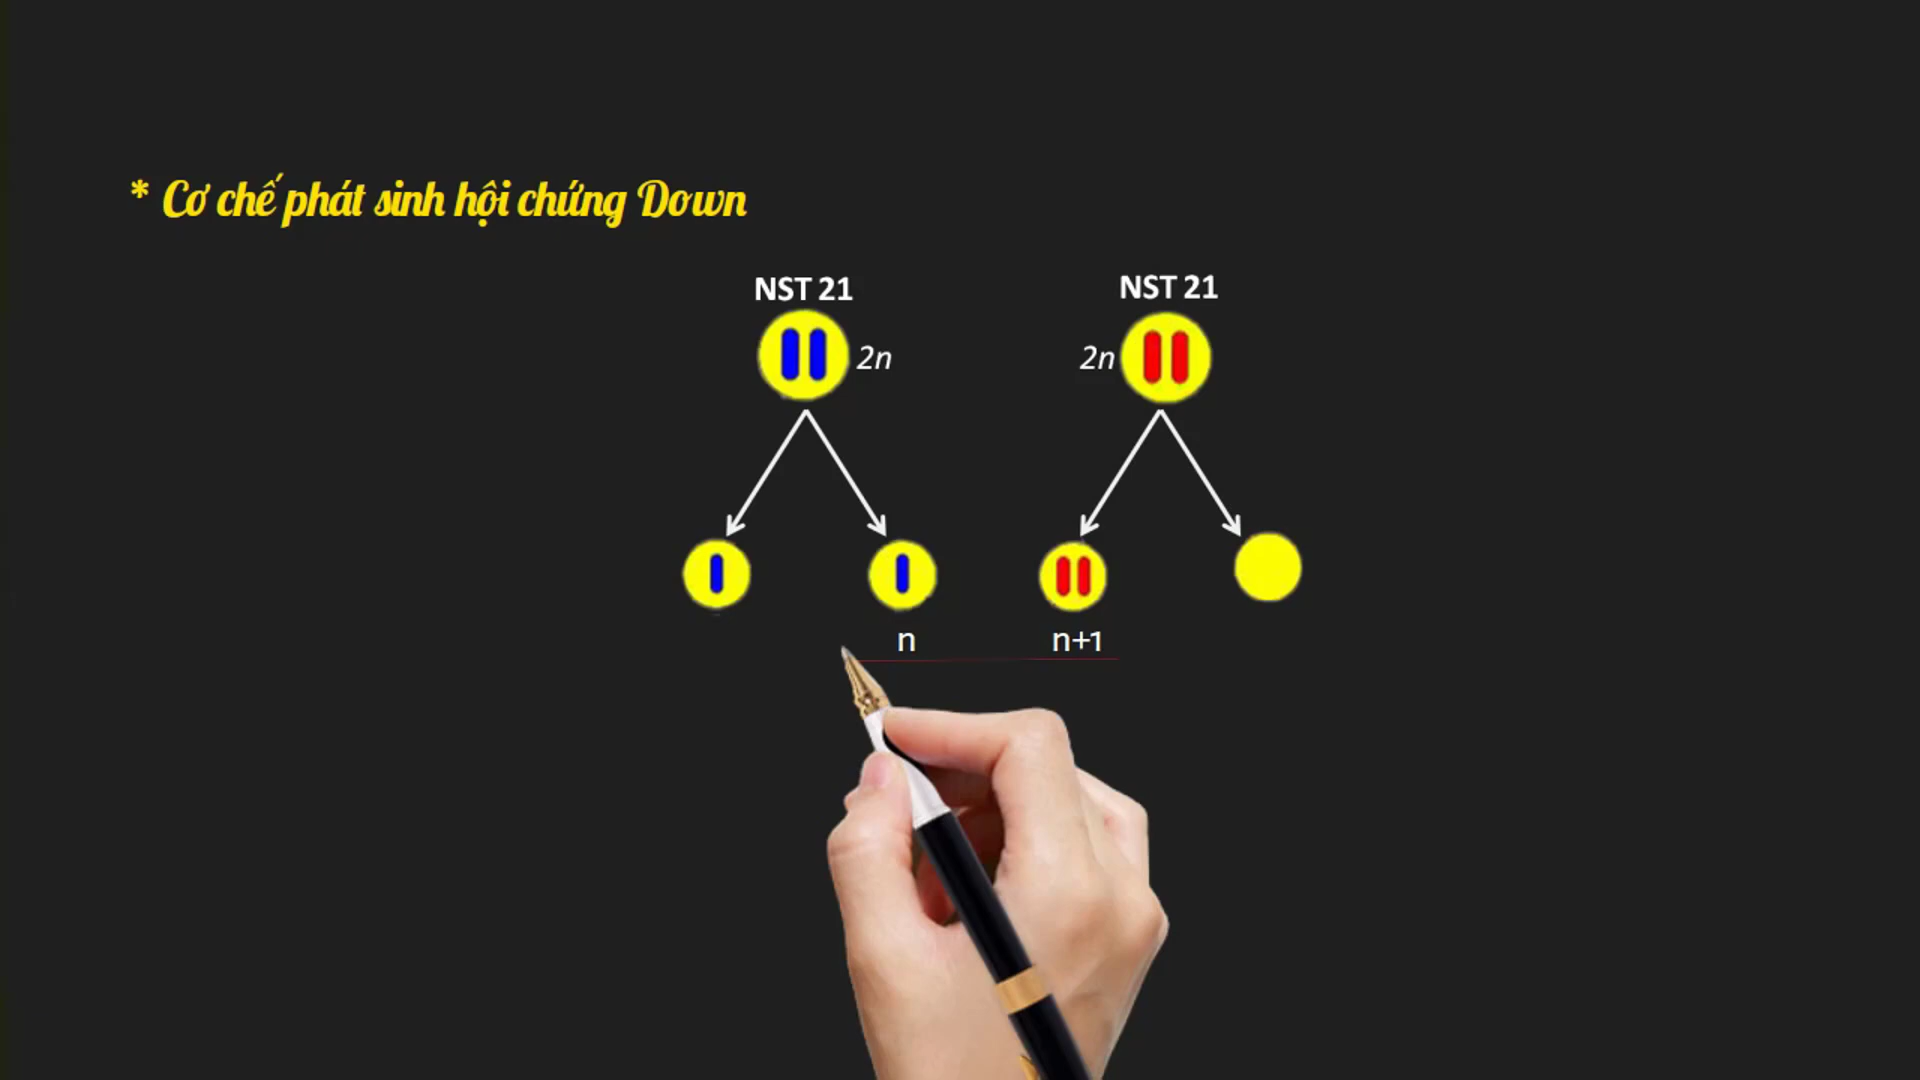 * Cơ chế phát sinh hội chứng Down
NST 21
NST 21
2n
2n
n
n+1